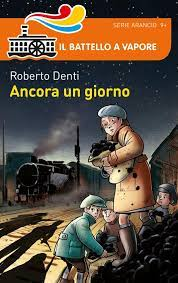 SERIE ARANCIO 9+
IL BATTELLO A VAPORE
Roberto Denti
Ancora un giorno